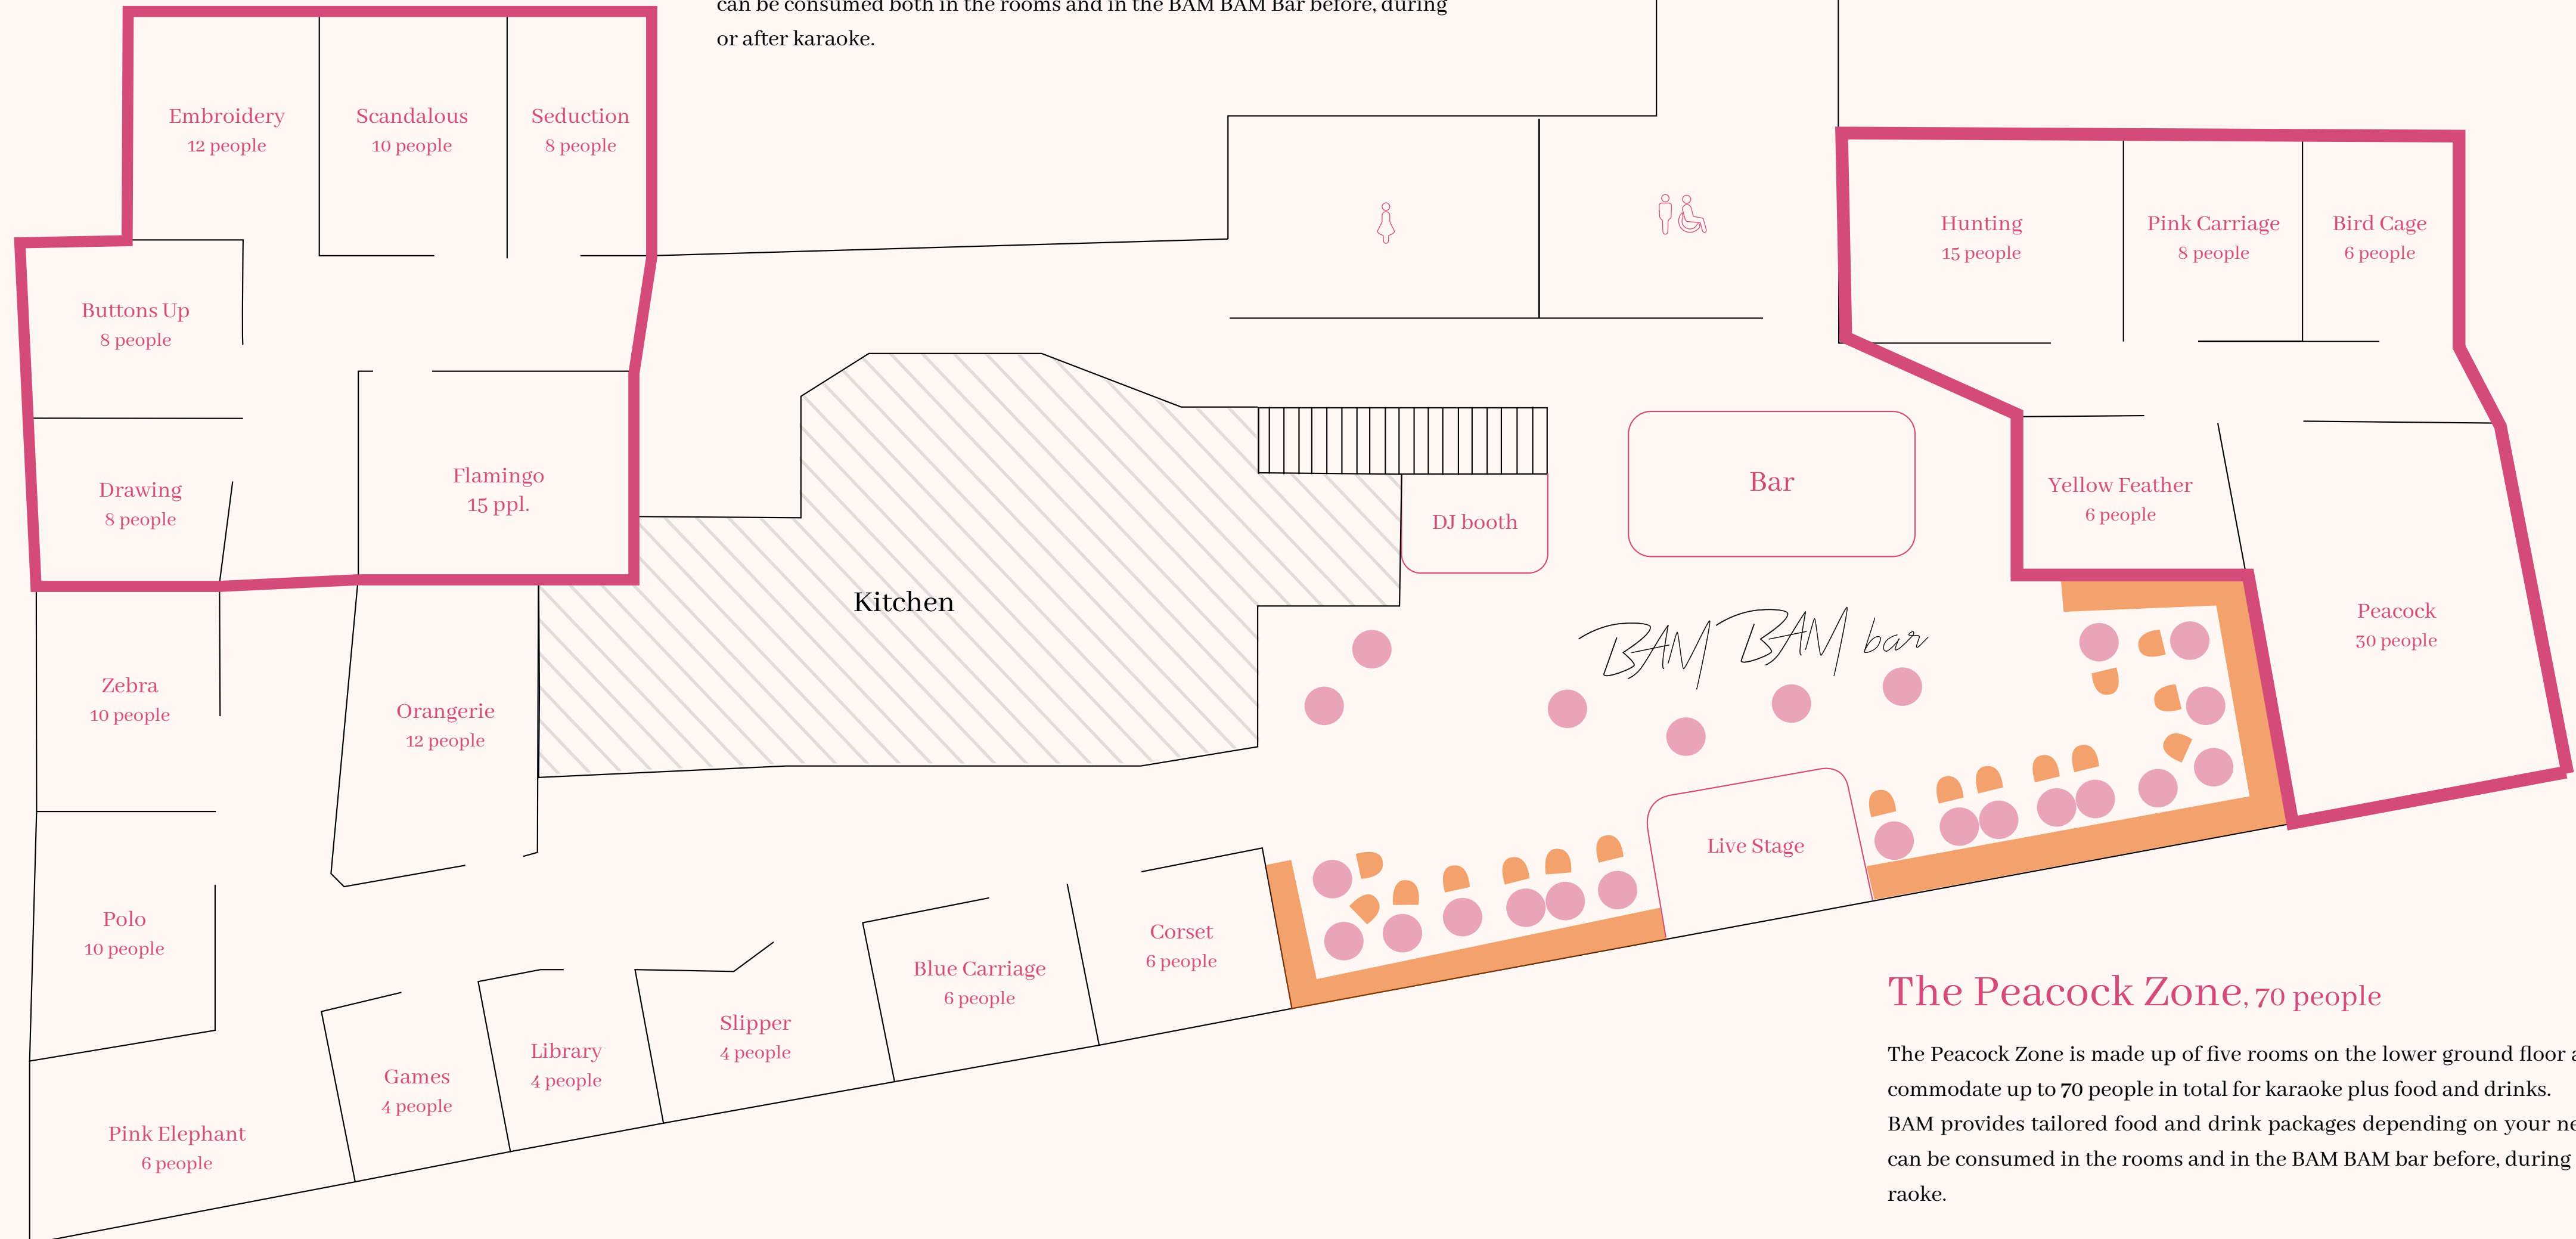 can be consumed both in the rooms and in the BAM BAM Bar before, during
or after karaoke.
Embroidery
12 people
Scandalous
10 people
Seduction
8 people
Buttons Up
8 people
Drawing
8 people
Flamingo
15 ppl.
Zebra
10 people
Orangerie
12 people
Polo
10 people
Pink Elephant
6 people
Games
4 people
Library
4 people
Slipper
4 people
Blue Carriage
6 people
Corset
6 people
Kitchen
DJ booth
Bar
BAM BAM bar
Live Stage
Hunting
15 people
Pink Carriage
8 people
Bird Cage
6 people
Yellow Feather
6 people
Peacock
30 people
The Peacock Zone, 70 people
The Peacock Zone is made up of five rooms on the lower ground floor
commodate up to 70 people in total for karaoke plus food and drinks.
BAM provides tailored food and drink packages depending on your
can be consumed in the rooms and in the BAM BAM bar before, during
raoke.